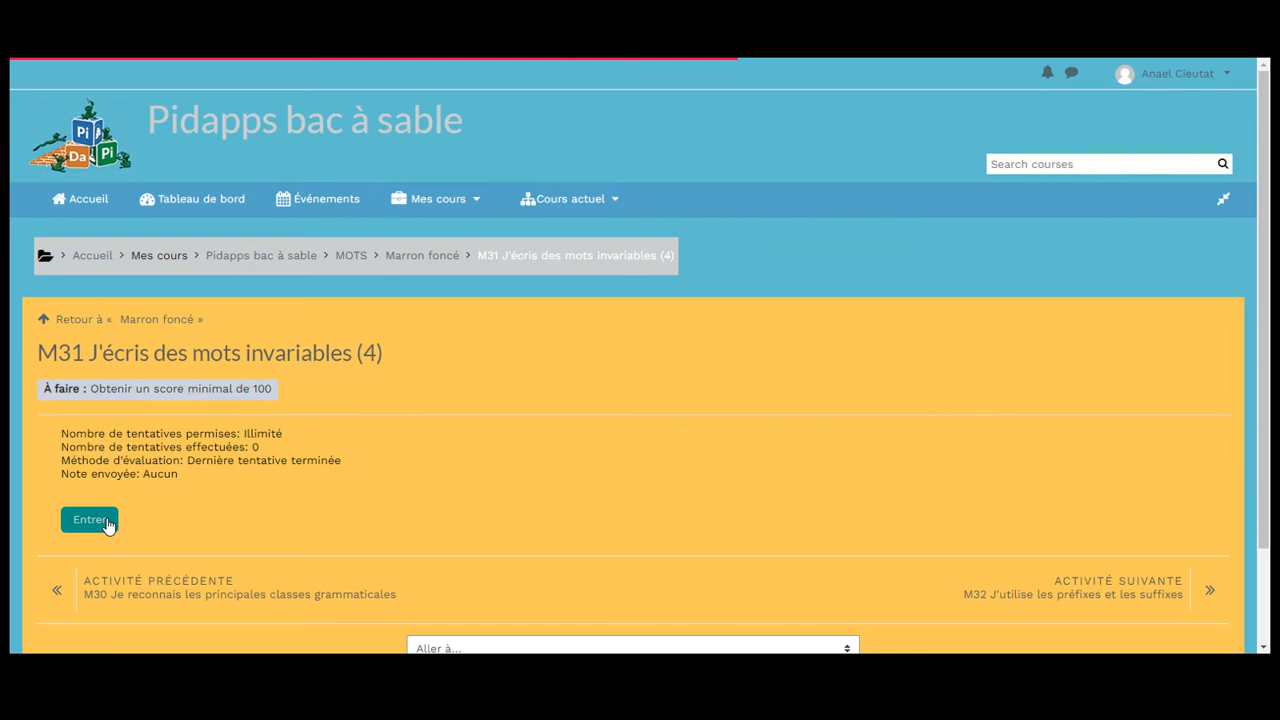 Anael Cieutat
Pi
Da
Pi
Pidapps bac à sable
Search courses
Accueil
Tableau de bord
Événements
Mes cours
Cours actuel
Accueil
Mes cours
Pidapps bac à sable
MOTS
Marron foncé
M31 J'écris des mots invariables (4)
Retour à « Marron foncé »
M31 J'écris des mots invariables (4)
À faire : Obtenir un score minimal de 100
Nombre de tentatives permises: Illimité
Nombre de tentatives effectuées: 0
Méthode d'évaluation: Dernière tentative terminée
Note envoyée: Aucun
Entrer
ACTIVITÉ PRÉCÉDENTE
M30 Je reconnais les principales classes grammaticales
ACTIVITÉ SUIVANTE
M32 J'utilise les préfixes et les suffixes
Aller à...